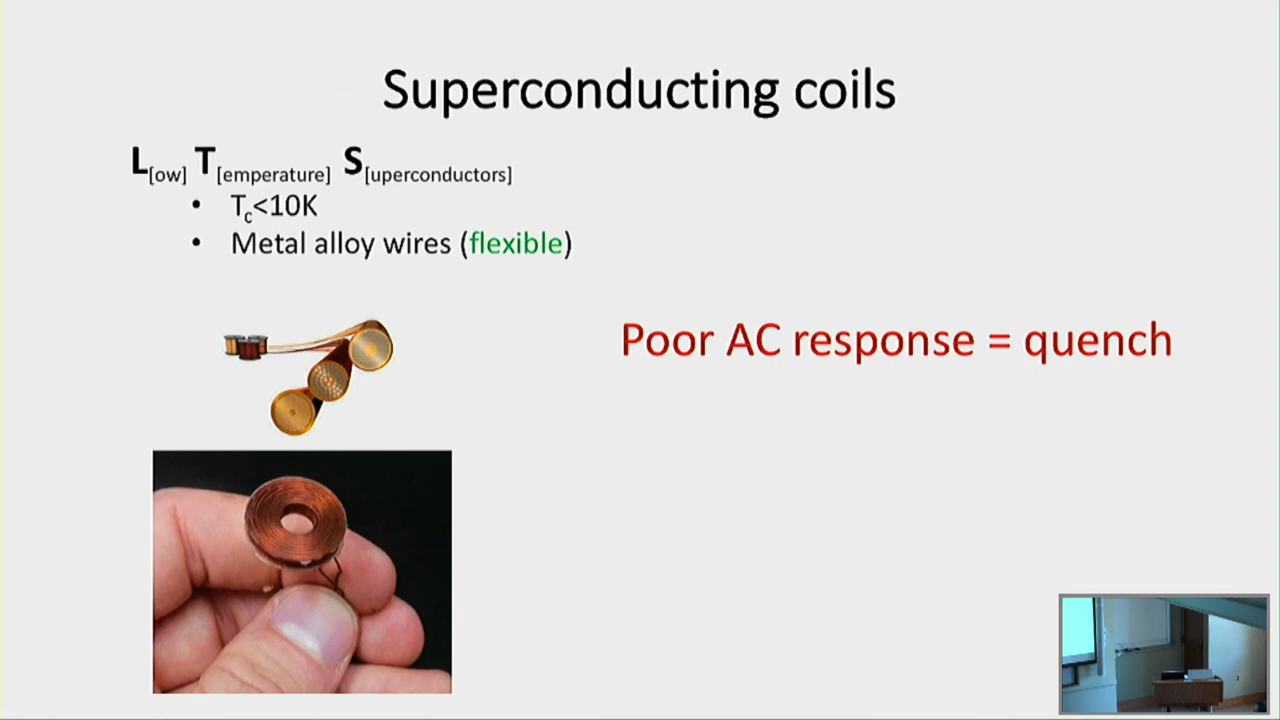 Superconducting coils
L[ow] T[emperature] S[uperconductors]
• Tc<10K
• Metal alloy wires (flexible)
Poor AC response = quench